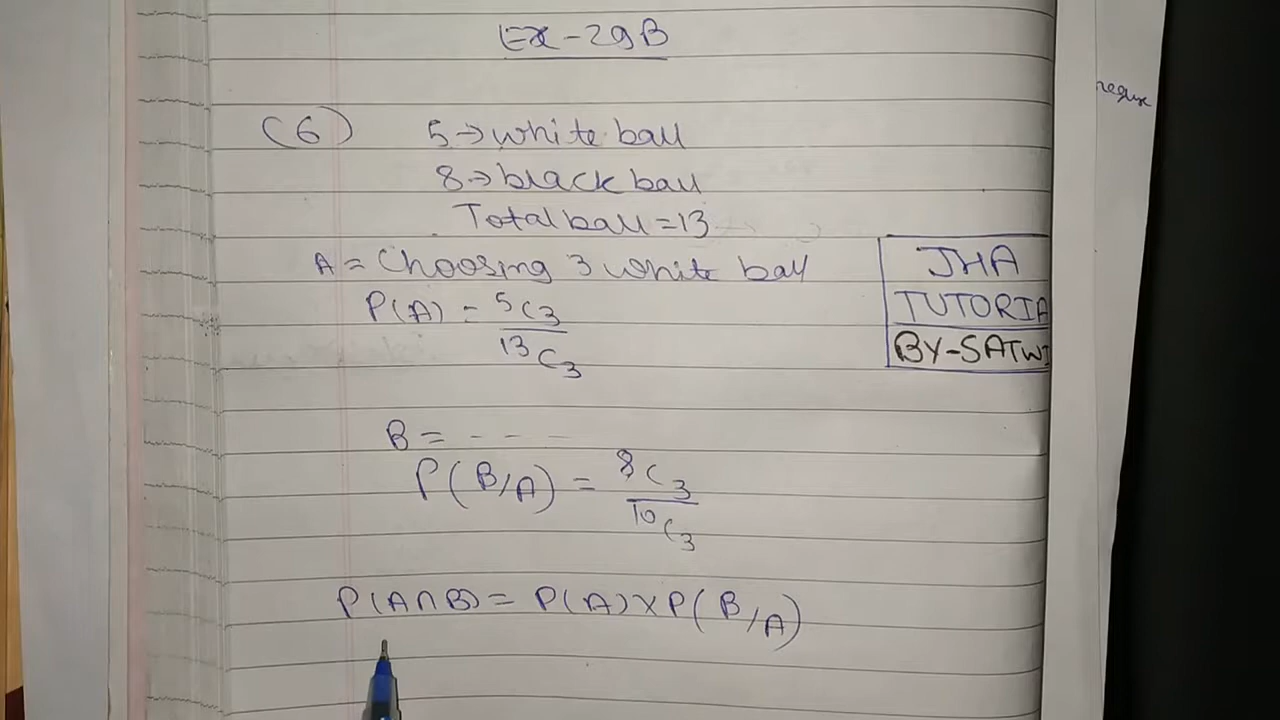 Ex-29B
(6) 5→white ball
8→black ball
Total ball=13
A = Choosing 3 white ball
P(A) = ⁵C₃
¹³C₃
B = - - -
P(B/A) = ⁸C₃
¹⁰C₃
P(A∩B) = P(A)×P(B/A)
JHA
TUTORIA
BY-SATWI